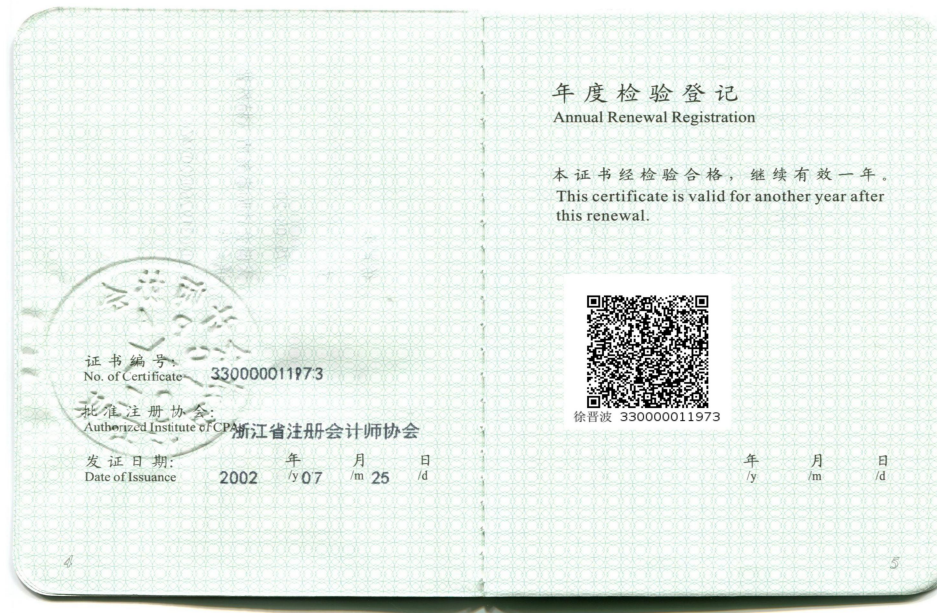 证书编号:
No. of Certificate 330000011973
批准注册协会:
Authorized Institute of CPAs 浙江省注册会计师协会
发证日期: 年 月 日
Date of Issuance 2002 /y 07 /m 25 /d
4
年度检验登记
Annual Renewal Registration
本证书经检验合格，继续有效一年。
This certificate is valid for another year after
this renewal.
徐晋波 330000011973
年 月 日
/y /m /d
5